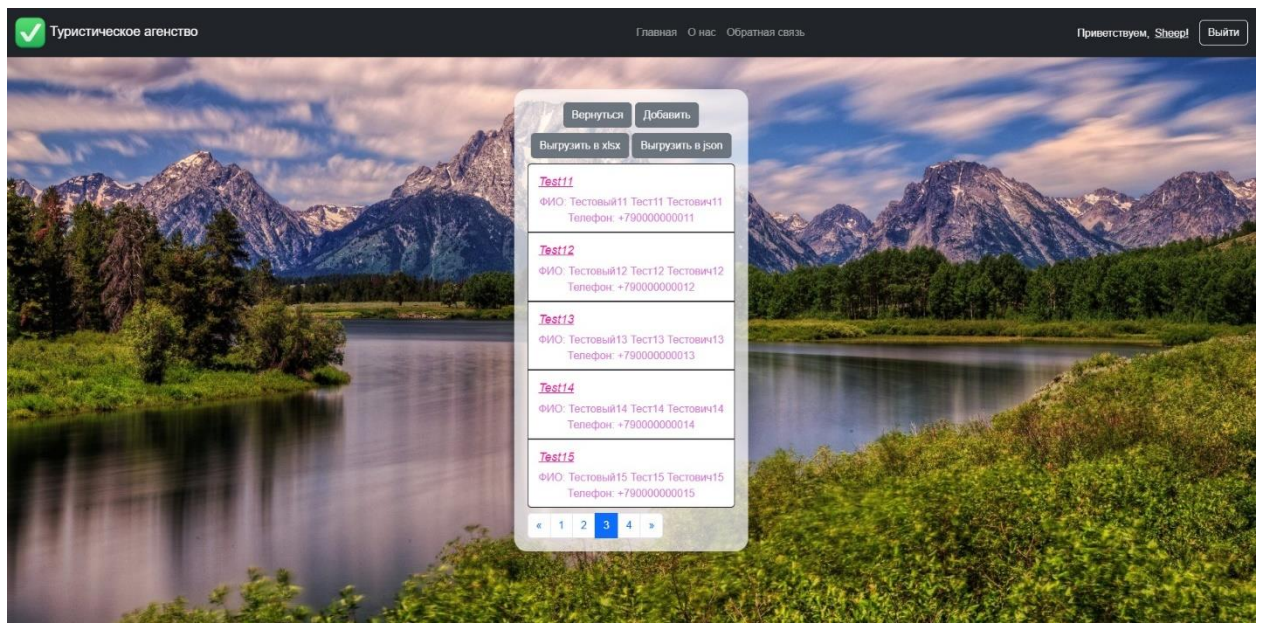 Туристическое агенство
Главная О нас Обратная связь
Приветствуем, Sheep! Выйти
Вернуться Добавить
Выгрузить в xlsx Выгрузить в json
Test11
ФИО: Тестовый11 Тест11 Тестович11
Телефон: +790000000011
Test12
ФИО: Тестовый12 Тест12 Тестович12
Телефон: +790000000012
Test13
ФИО: Тестовый13 Тест13 Тестович13
Телефон: +790000000013
Test14
ФИО: Тестовый14 Тест14 Тестович14
Телефон: +790000000014
Test15
ФИО: Тестовый15 Тест15 Тестович15
Телефон: +790000000015
« 1 2 3 4 »